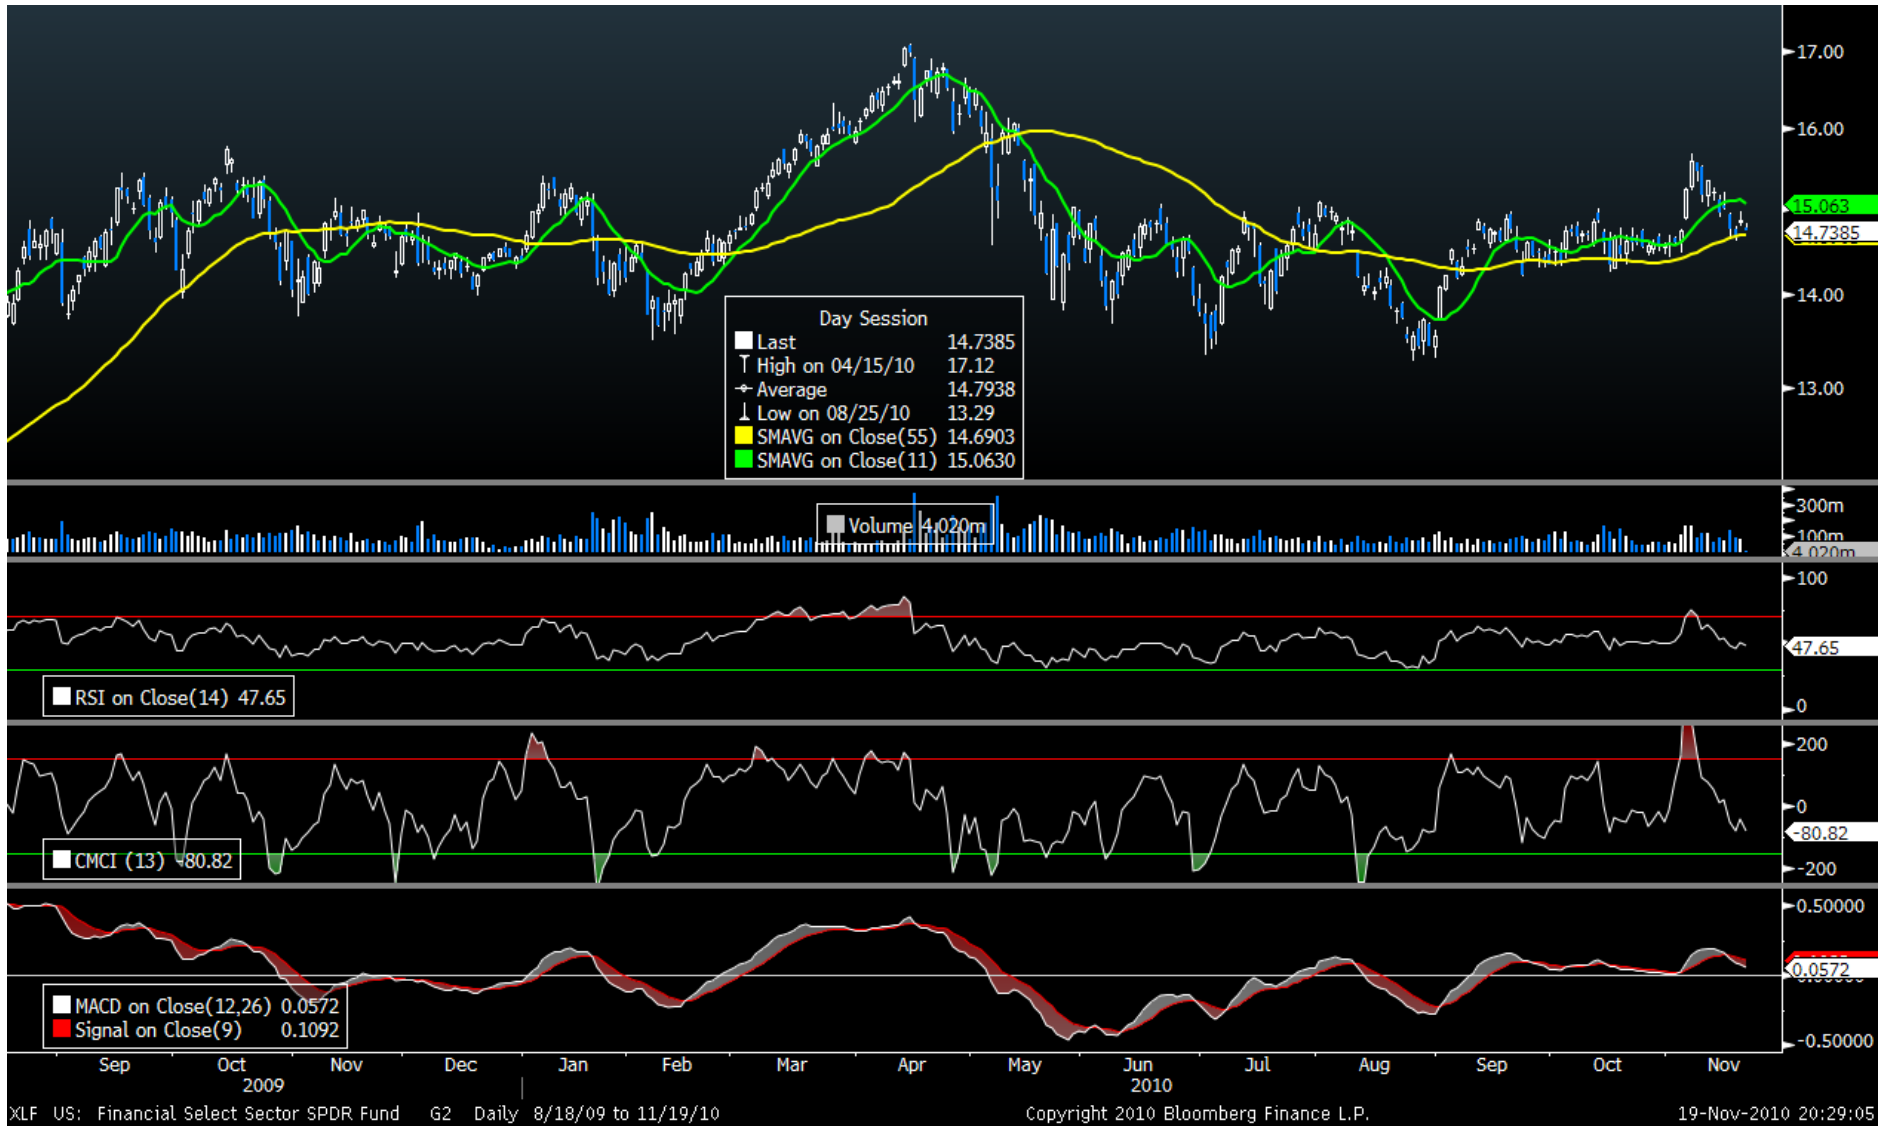 17.00
16.00
15.063
14.7385
14.00
13.00
Day Session
Last 14.7385
High on 04/15/10 17.12
Average 14.7938
Low on 08/25/10 13.29
SMAVG on Close(55) 14.6903
SMAVG on Close(11) 15.0630
300m
100m
4.020m
Volume 4.020m
100
47.65
0
RSI on Close(14) 47.65
200
0
-80.82
-200
CMCI (13) -80.82
0.50000
0.0572
-0.50000
MACD on Close(12,26) 0.0572
Signal on Close(9) 0.1092
Sep Oct Nov Dec Jan Feb Mar Apr May Jun Jul Aug Sep Oct Nov
2009 2010
XLF US: Financial Select Sector SPDR Fund G2 Daily 8/18/09 to 11/19/10 Copyright 2010 Bloomberg Finance L.P. 19-Nov-2010 20:29:05